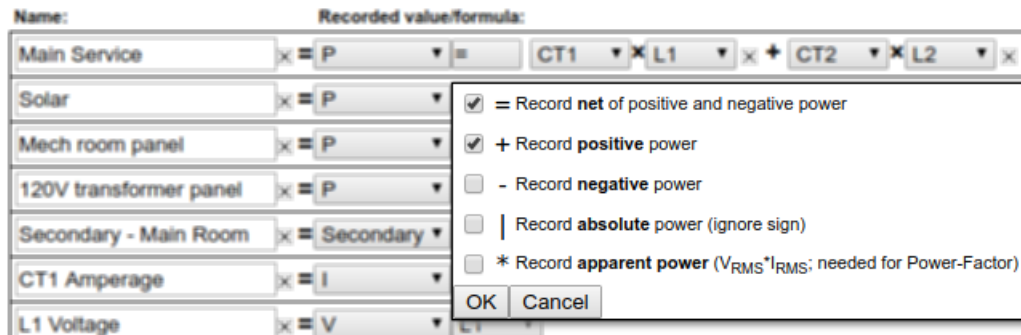 Name: Recorded value/formula:
Main Service × = P ▼ = CT1 ▼ × L1 ▼ × + CT2 ▼ × L2 ▼ ×
Solar × = P ▼
= Record net of positive and negative power
Mech room panel × = P ▼
+ Record positive power
120V transformer panel × = P ▼
- Record negative power
Secondary - Main Room × = Secondary ▼
| Record absolute power (ignore sign)
CT1 Amperage × = I ▼
* Record apparent power (VRMS*IRMS; needed for Power-Factor)
OK Cancel
L1 Voltage × = V ▼ L1